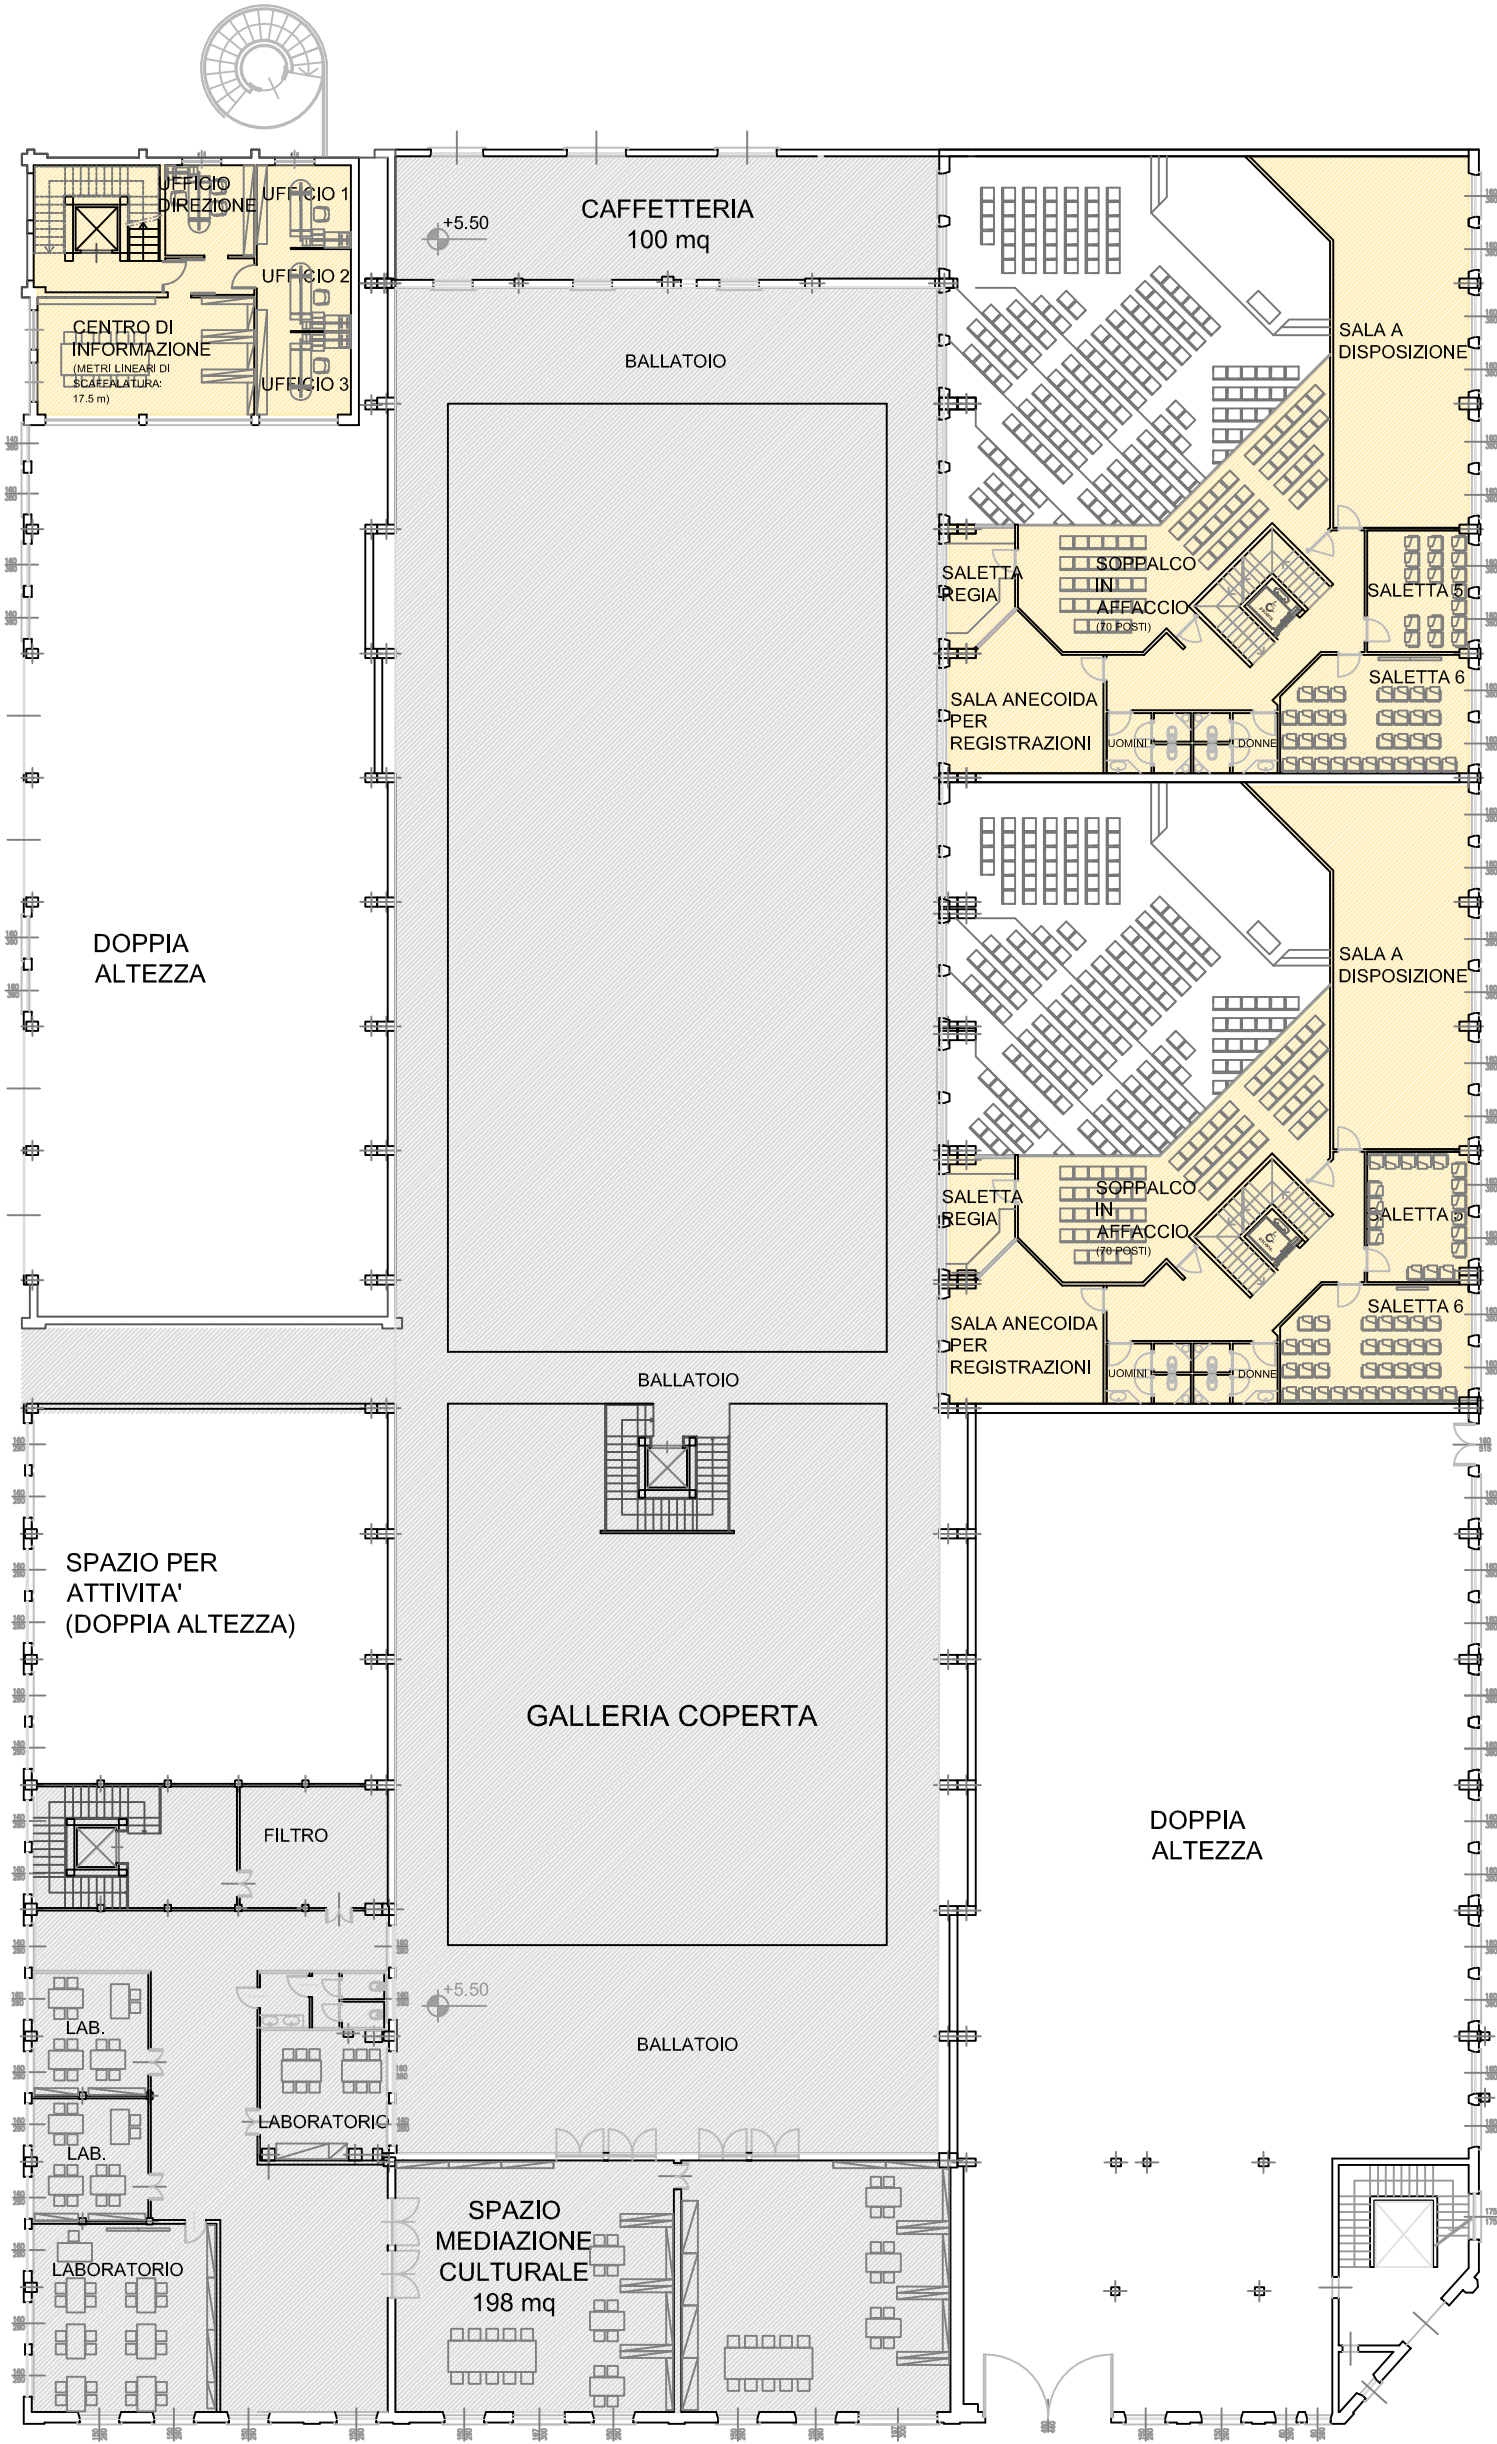 UFFICIO
DIREZIONE
UFFICIO 1
UFFICIO 2
UFFICIO 3
CENTRO DI
INFORMAZIONE
(METRI LINEARI DI
SCAFFALATURA:
17.5 m)
+5.50
CAFFETTERIA
100 mq
BALLATOIO
SALA A
DISPOSIZIONE
SALETTA
REGIA
SOPPALCO
IN
AFFACCIO
(70 POSTI)
SALETTA 5
SALETTA 6
SALA ANECOIDA
PER
REGISTRAZIONI
UOMINI
DONNE
DOPPIA
ALTEZZA
SALA A
DISPOSIZIONE
SALETTA
REGIA
SOPPALCO
IN
AFFACCIO
(70 POSTI)
SALETTA 5
SALETTA 6
SALA ANECOIDA
PER
REGISTRAZIONI
UOMINI
DONNE
BALLATOIO
SPAZIO PER
ATTIVITA'
(DOPPIA ALTEZZA)
GALLERIA COPERTA
DOPPIA
ALTEZZA
FILTRO
+5.50
BALLATOIO
LAB.
LAB.
LABORATORIO
LABORATORIO
SPAZIO
MEDIAZIONE
CULTURALE
198 mq